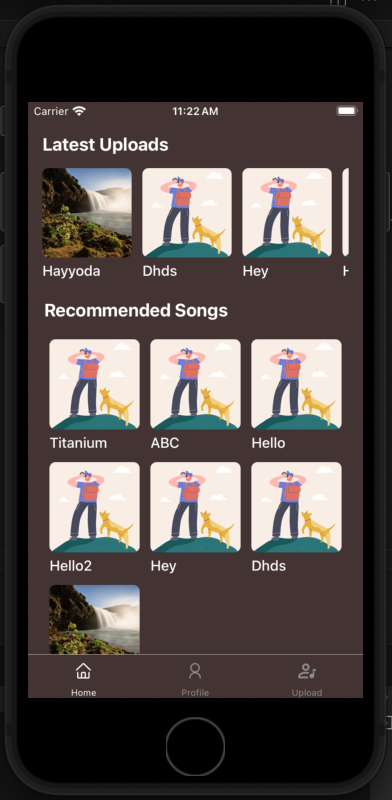 Carrier 11:22 AM
Latest Uploads
Hayyoda Dhds Hey
Recommended Songs
Titanium ABC Hello
Hello2 Hey Dhds
Home Profile Upload